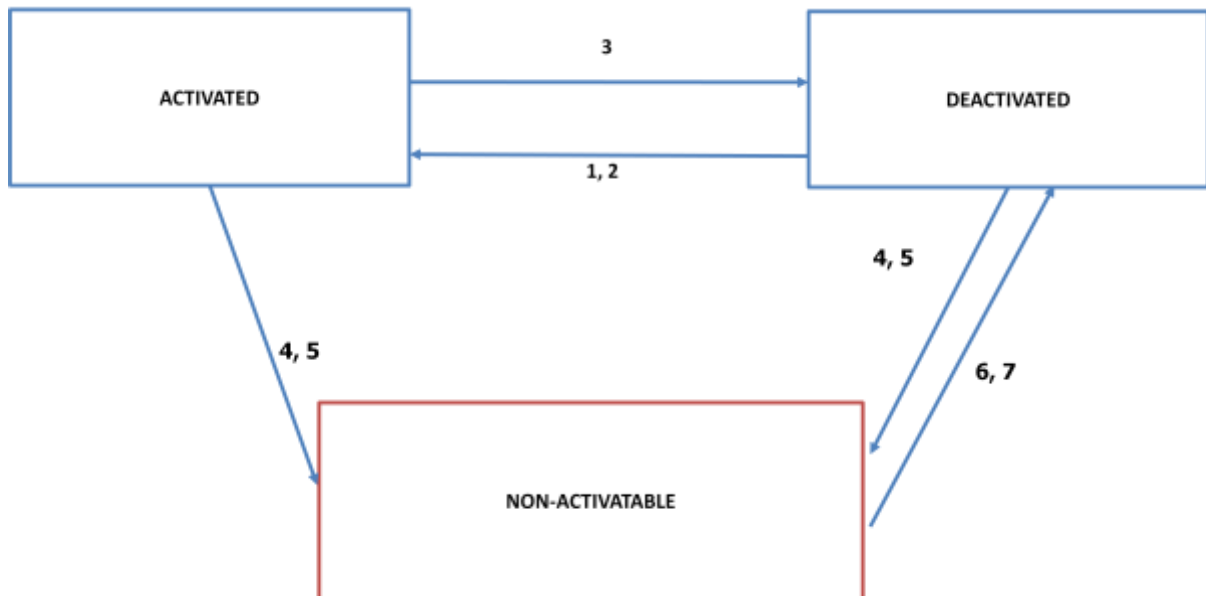 3
ACTIVATED
DEACTIVATED
1, 2
4, 5
4, 5
6, 7
NON-ACTIVATABLE